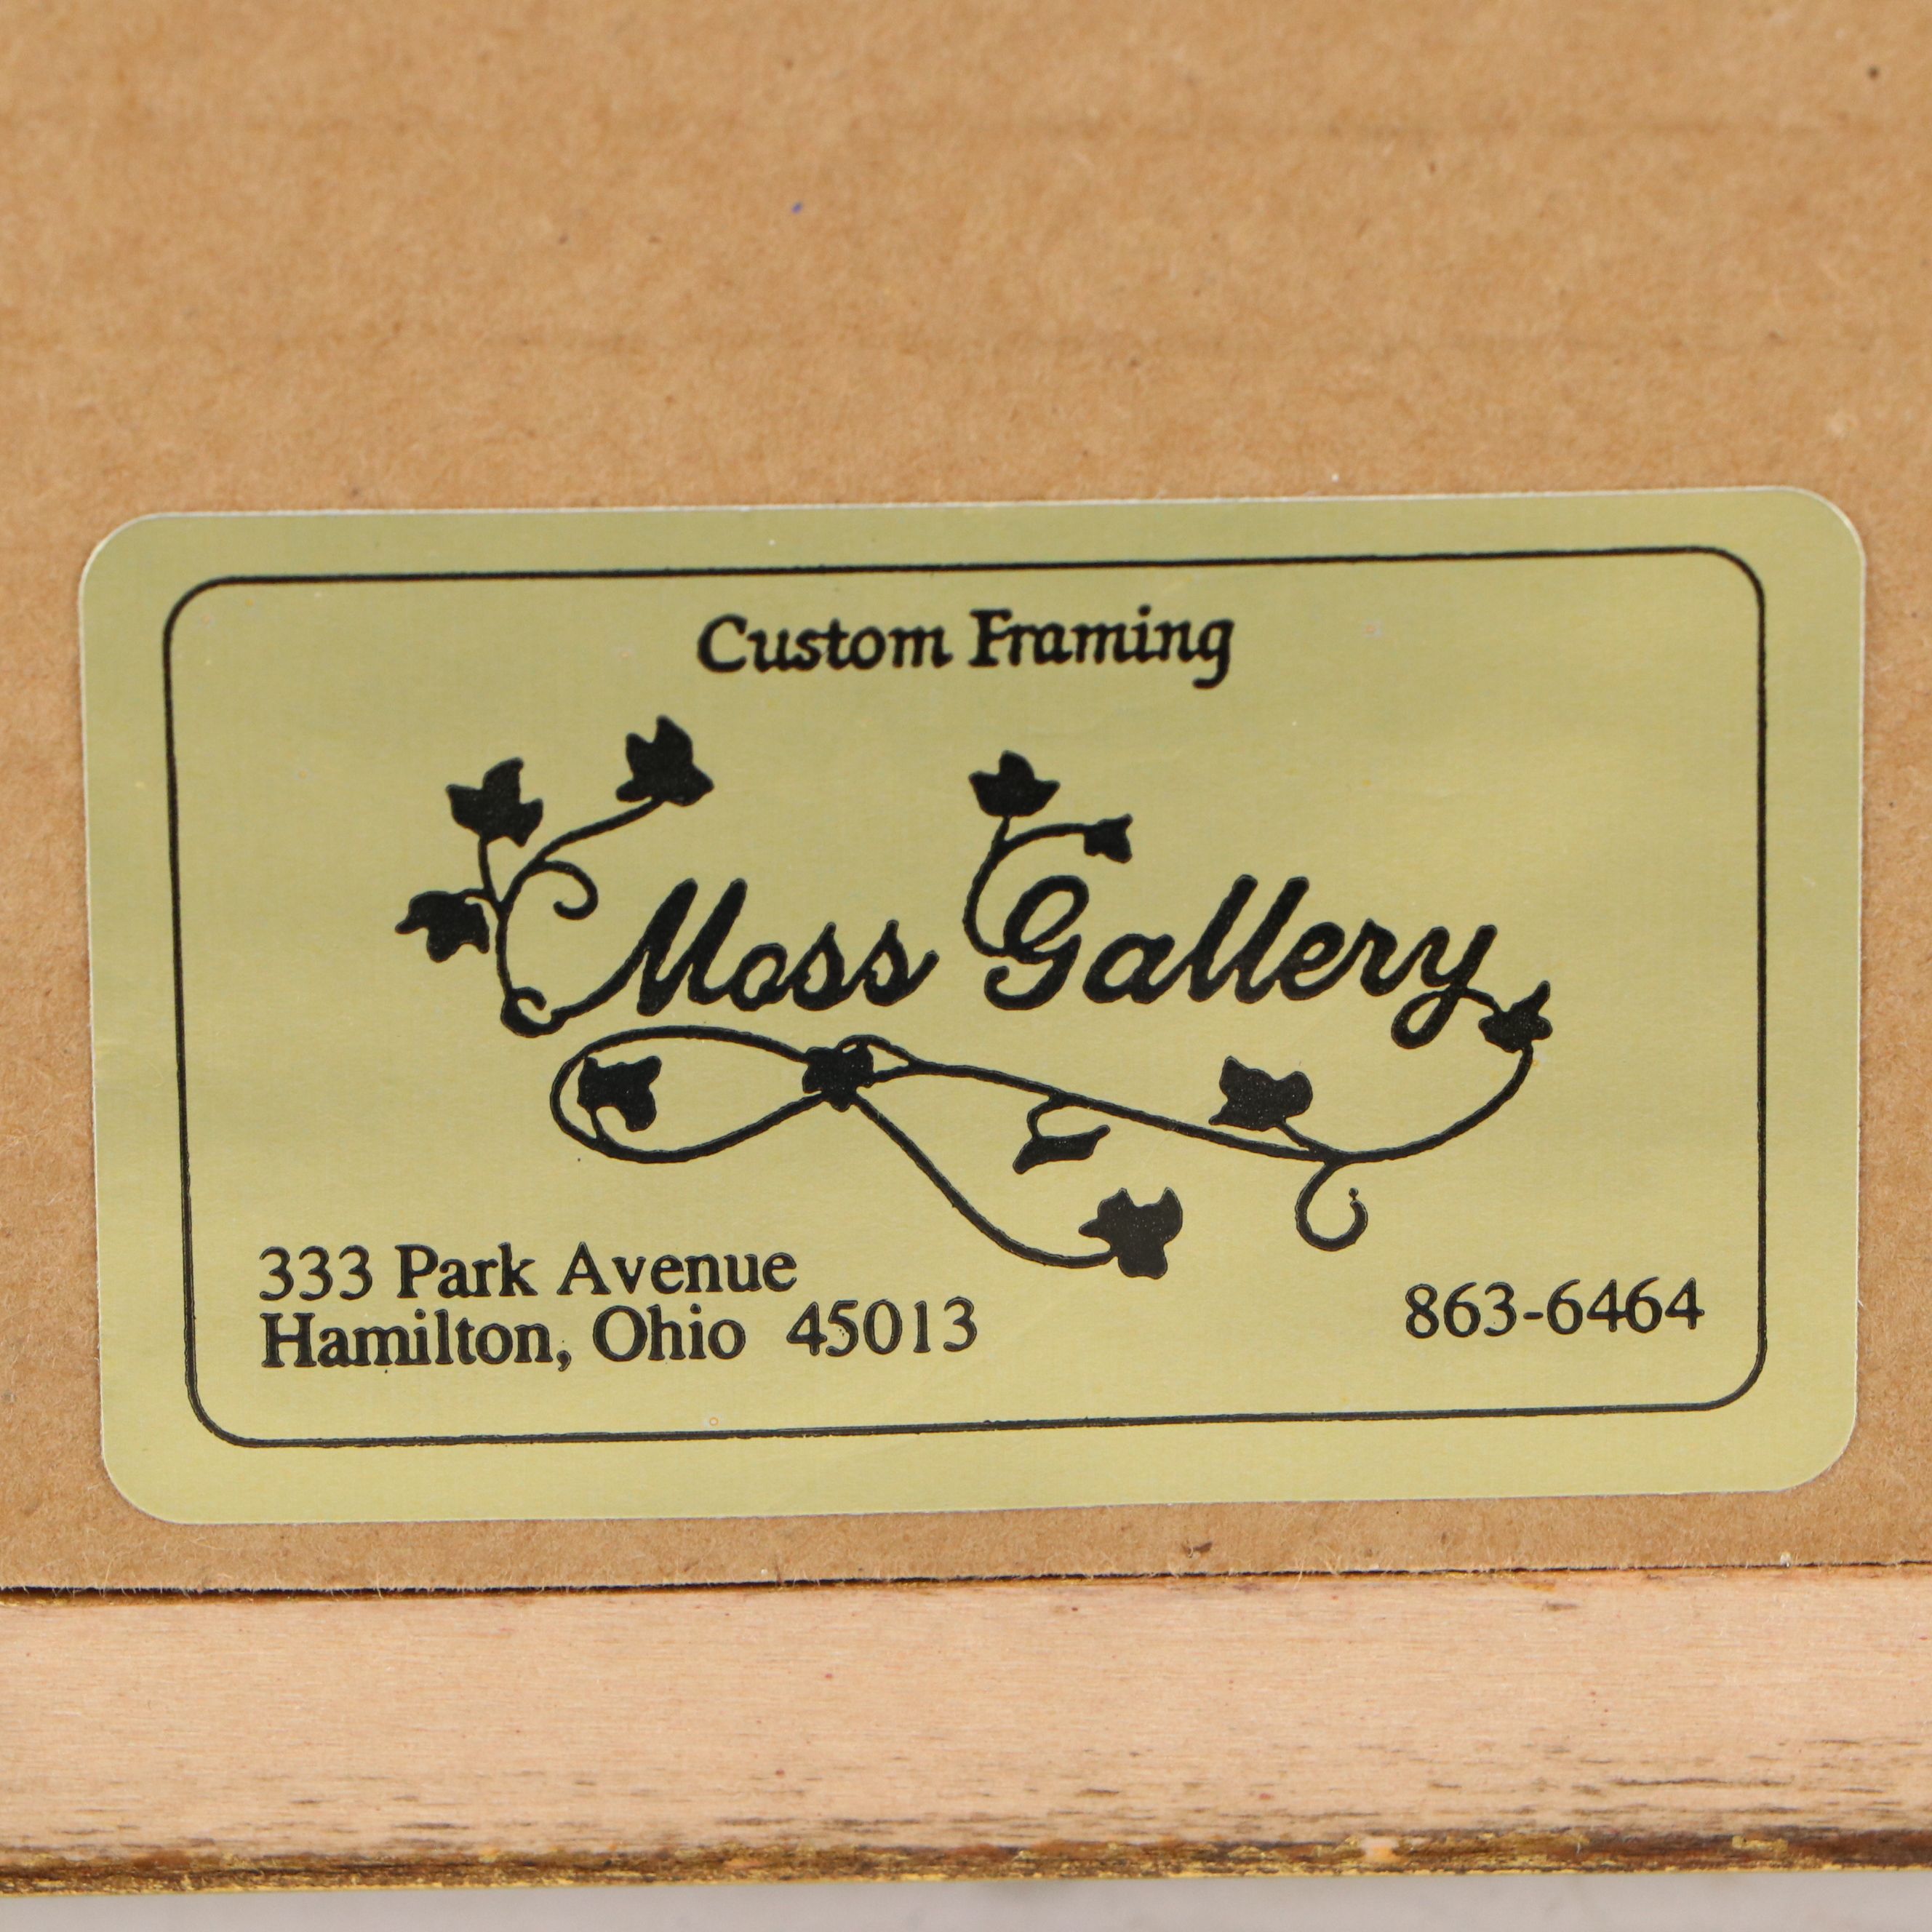 Custom Framing
Moss Gallery
333 Park Avenue
Hamilton, Ohio 45013
863-6464